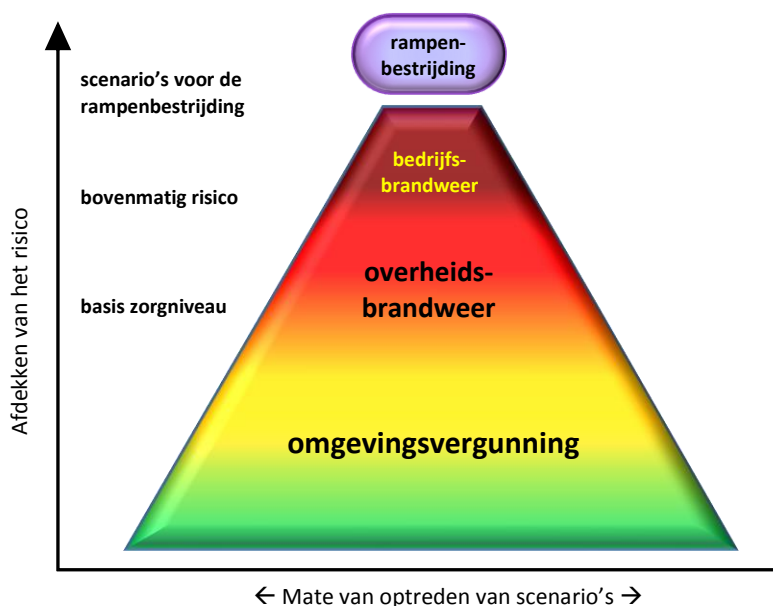 rampen-
bestrijding
scenario's voor de
rampenbestrijding
bedrijfs-
brandweer
bovenmatig risico
overheids-
brandweer
basis zorgniveau
omgevingsvergunning
Afdekken van het risico
← Mate van optreden van scenario's →